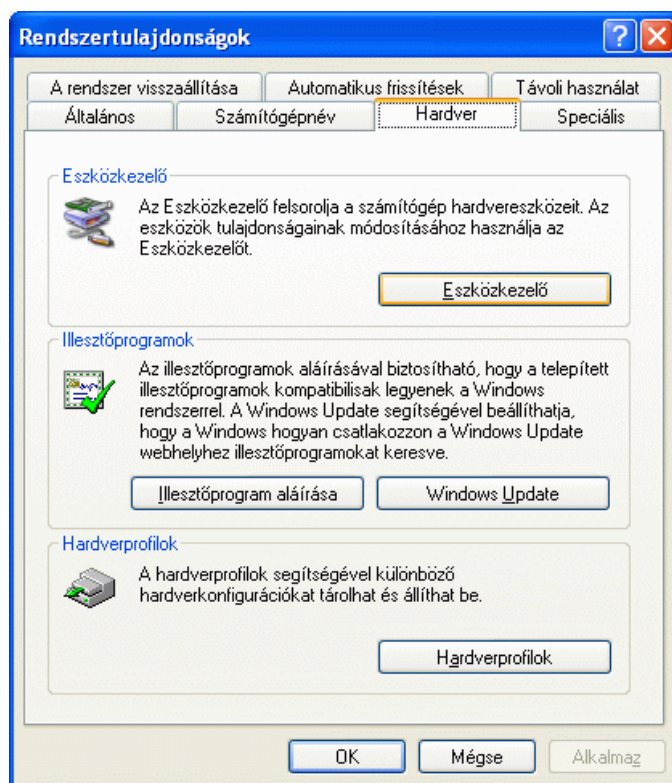 Rendszertulajdonságok
A rendszer visszaállítása Automatikus frissítések Távoli használat
Általános Számítógépnév Hardver Speciális
Eszközkezelő
Az Eszközkezelő felsorolja a számítógép hardvereszközeit. Az
eszközök tulajdonságainak módosításához használja az
Eszközkezelőt.
Eszközkezelő
Illesztőprogramok
Az illesztőprogramok aláírásával biztosítható, hogy a telepített
illesztőprogramok kompatibilisak legyenek a Windows
rendszerrel. A Windows Update segítségével beállíthatja,
hogy a Windows hogyan csatlakozzon a Windows Update
webhelyhez illesztőprogramokat keresve.
Illesztőprogram aláírása Windows Update
Hardverprofilok
A hardverprofilok segítségével különböző
hardverkonfigurációkat tárolhat és állíthat be.
Hardverprofilok
OK Mégse Alkalmaz